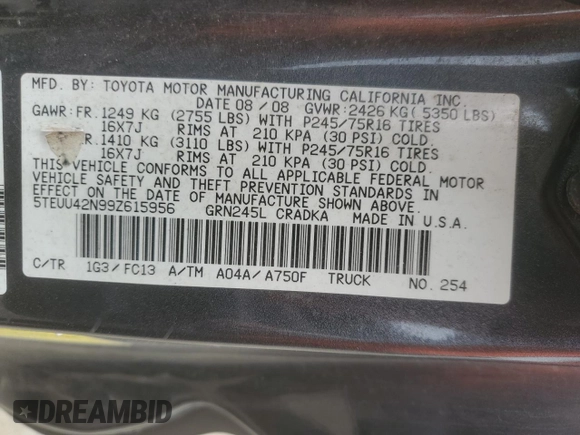 MFD. BY: TOYOTA MOTOR MANUFACTURING CALIFORNIA INC.
DATE 08 / 08 GVWR:2426 KG( 5350 LBS)
GAWR: FR. 1249 KG (2755 LBS) WITH P245/75R16 TIRES
16X7J RIMS AT 210 KPA (30 PSI) COLD.
RR. 1410 KG (3110 LBS) WITH P245/75R16 TIRES
16X7J RIMS AT 210 KPA (30 PSI) COLD.
THIS VEHICLE CONFORMS TO ALL APPLICABLE FEDERAL MOTOR
VEHICLE SAFETY AND THEFT PREVENTION STANDARDS IN
EFFECT ON THE DATE OF MANUFACTURE SHOWN ABOVE.
5TEUU42N99Z615956 GRN245L CRADKA MADE IN U.S.A.
C/TR 1G3 / FC13 A/TM A04A / A750F TRUCK NO. 254
DREAMBID